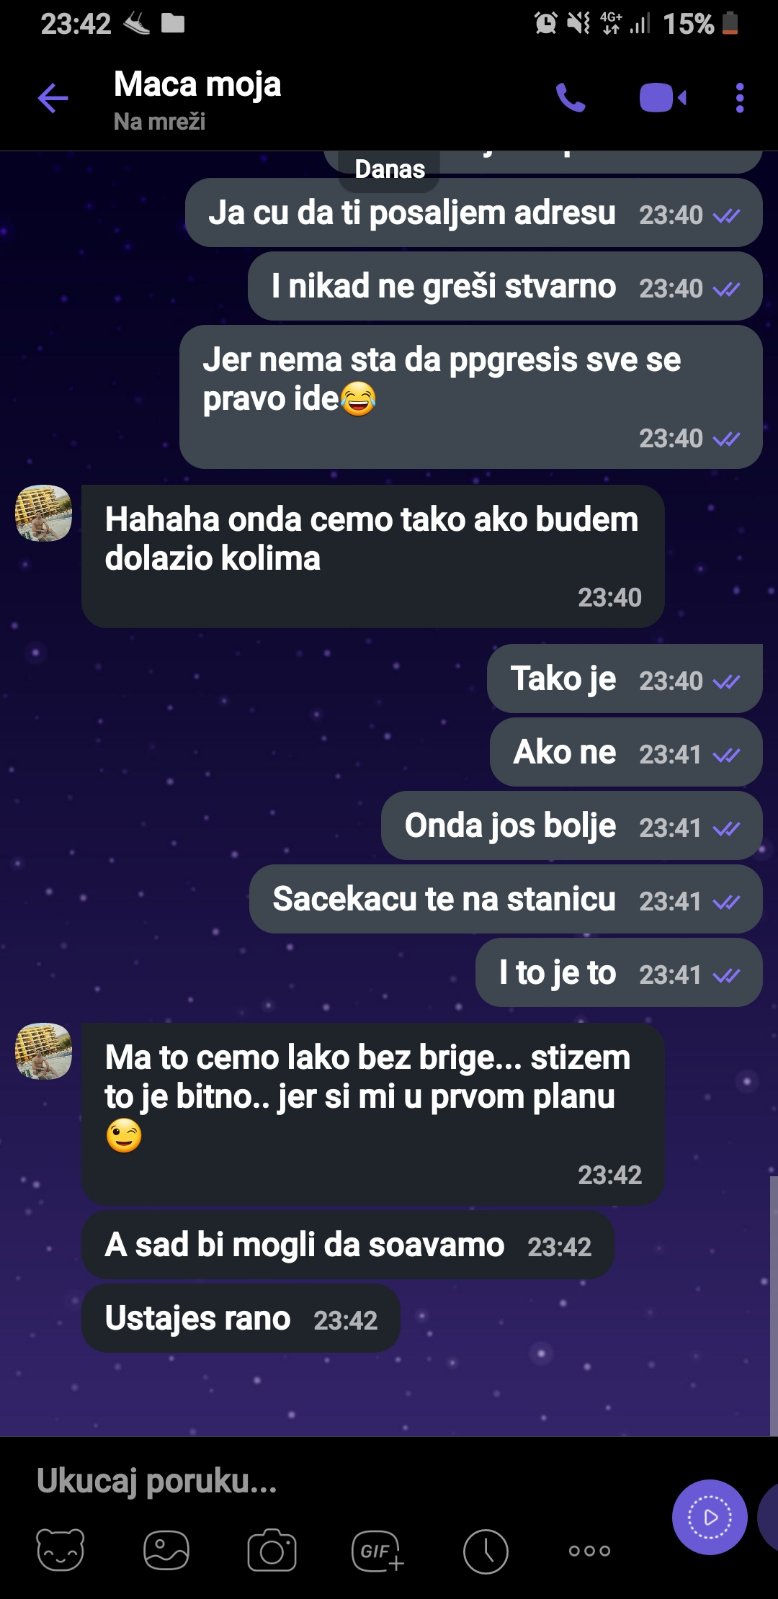 23:42
4G+
15%
Maca moja
Na mreži
Danas
Ja cu da ti posaljem adresu 23:40
I nikad ne greši stvarno 23:40
Jer nema sta da ppgresis sve se
pravo ide😂
23:40
Hahaha onda cemo tako ako budem
dolazio kolima
23:40
Tako je 23:40
Ako ne 23:41
Onda jos bolje 23:41
Sacekacu te na stanicu 23:41
I to je to 23:41
Ma to cemo lako bez brige... stizem
to je bitno.. jer si mi u prvom planu
😉
23:42
A sad bi mogli da soavamo 23:42
Ustajes rano 23:42
Ukucaj poruku...
GIF